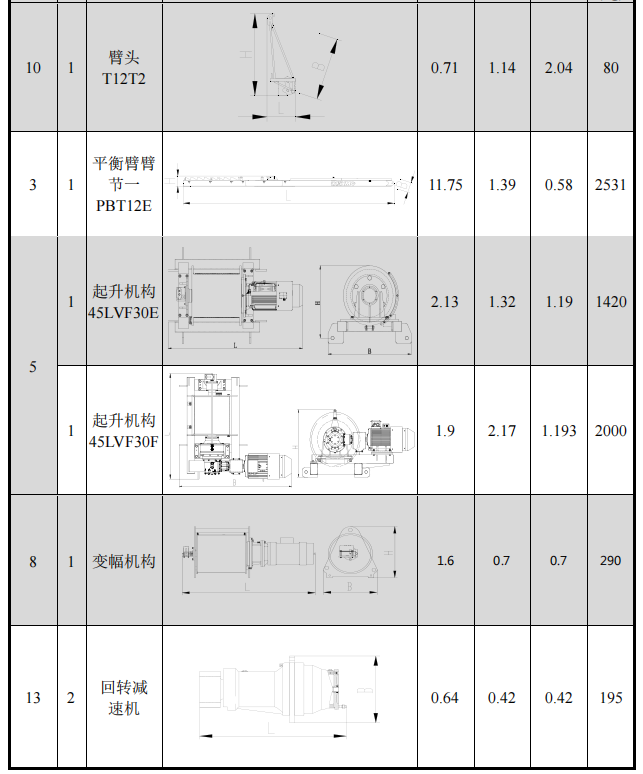 10 1 臂头 0.71 1.14 2.04 80
T12T2
H B L
3 1 平衡臂臂 11.75 1.39 0.58 2531
节一
PBT12E
H L
5 1 起升机构 2.13 1.32 1.19 1420
45LVF30E
H L B
1 起升机构 1.9 2.17 1.193 2000
45LVF30F
8 1 变幅机构 1.6 0.7 0.7 290
H L B
13 2 回转减 0.64 0.42 0.42 195
速机
L